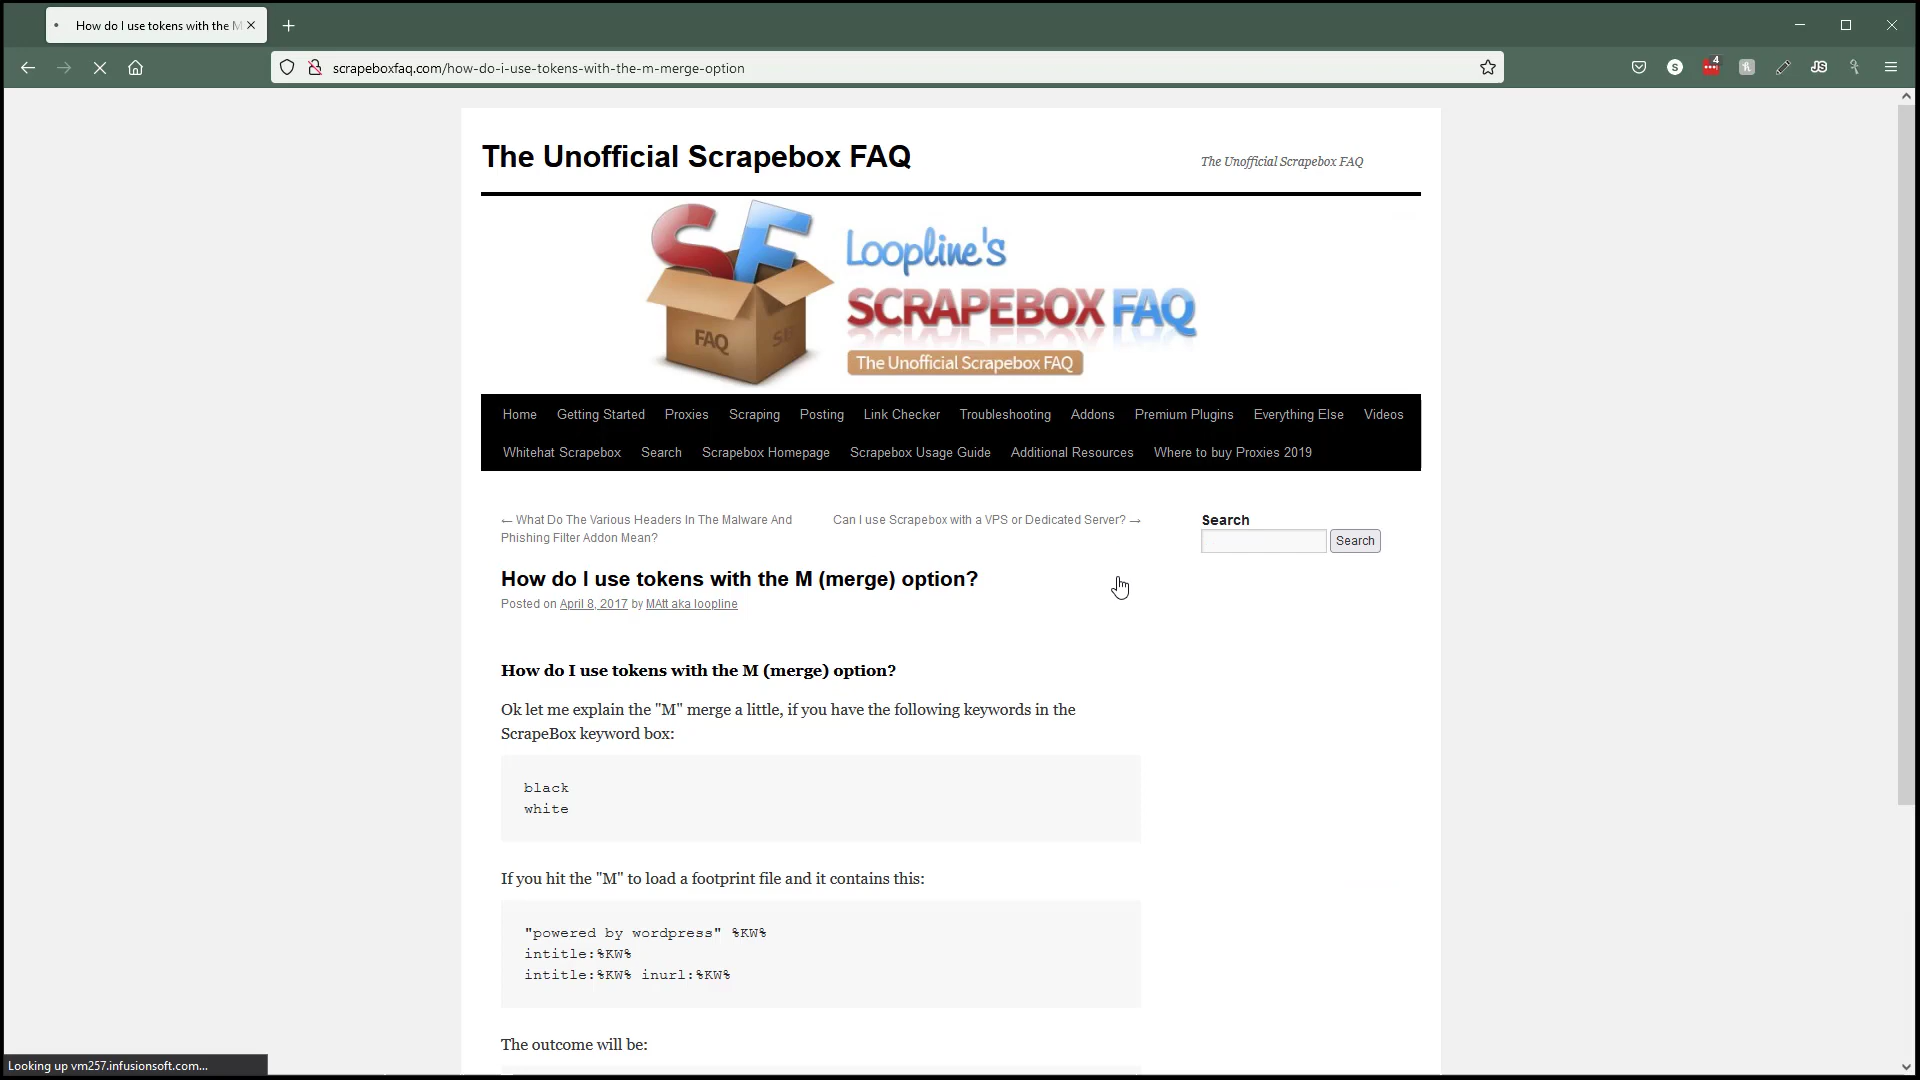 How do I use tokens with the M
scrapeboxfaq.com/how-do-i-use-tokens-with-the-m-merge-option
S
4
JS
The Unofficial Scrapebox FAQ
The Unofficial Scrapebox FAQ
SF
FAQ
Loopline's
SCRAPEBOX FAQ
The Unofficial Scrapebox FAQ
Home Getting Started Proxies Scraping Posting Link Checker Troubleshooting Addons Premium Plugins Everything Else Videos
Whitehat Scrapebox Search Scrapebox Homepage Scrapebox Usage Guide Additional Resources Where to buy Proxies 2019
← What Do The Various Headers In The Malware And
Phishing Filter Addon Mean?
Can I use Scrapebox with a VPS or Dedicated Server? →
Search
Search
How do I use tokens with the M (merge) option?
Posted on April 8, 2017 by MAtt aka loopline
How do I use tokens with the M (merge) option?
Ok let me explain the "M" merge a little, if you have the following keywords in the
ScrapeBox keyword box:
black
white
If you hit the "M" to load a footprint file and it contains this:
"powered by wordpress" %KW%
intitle:%KW%
intitle:%KW% inurl:%KW%
The outcome will be:
Looking up vm257.infusionsoft.com...